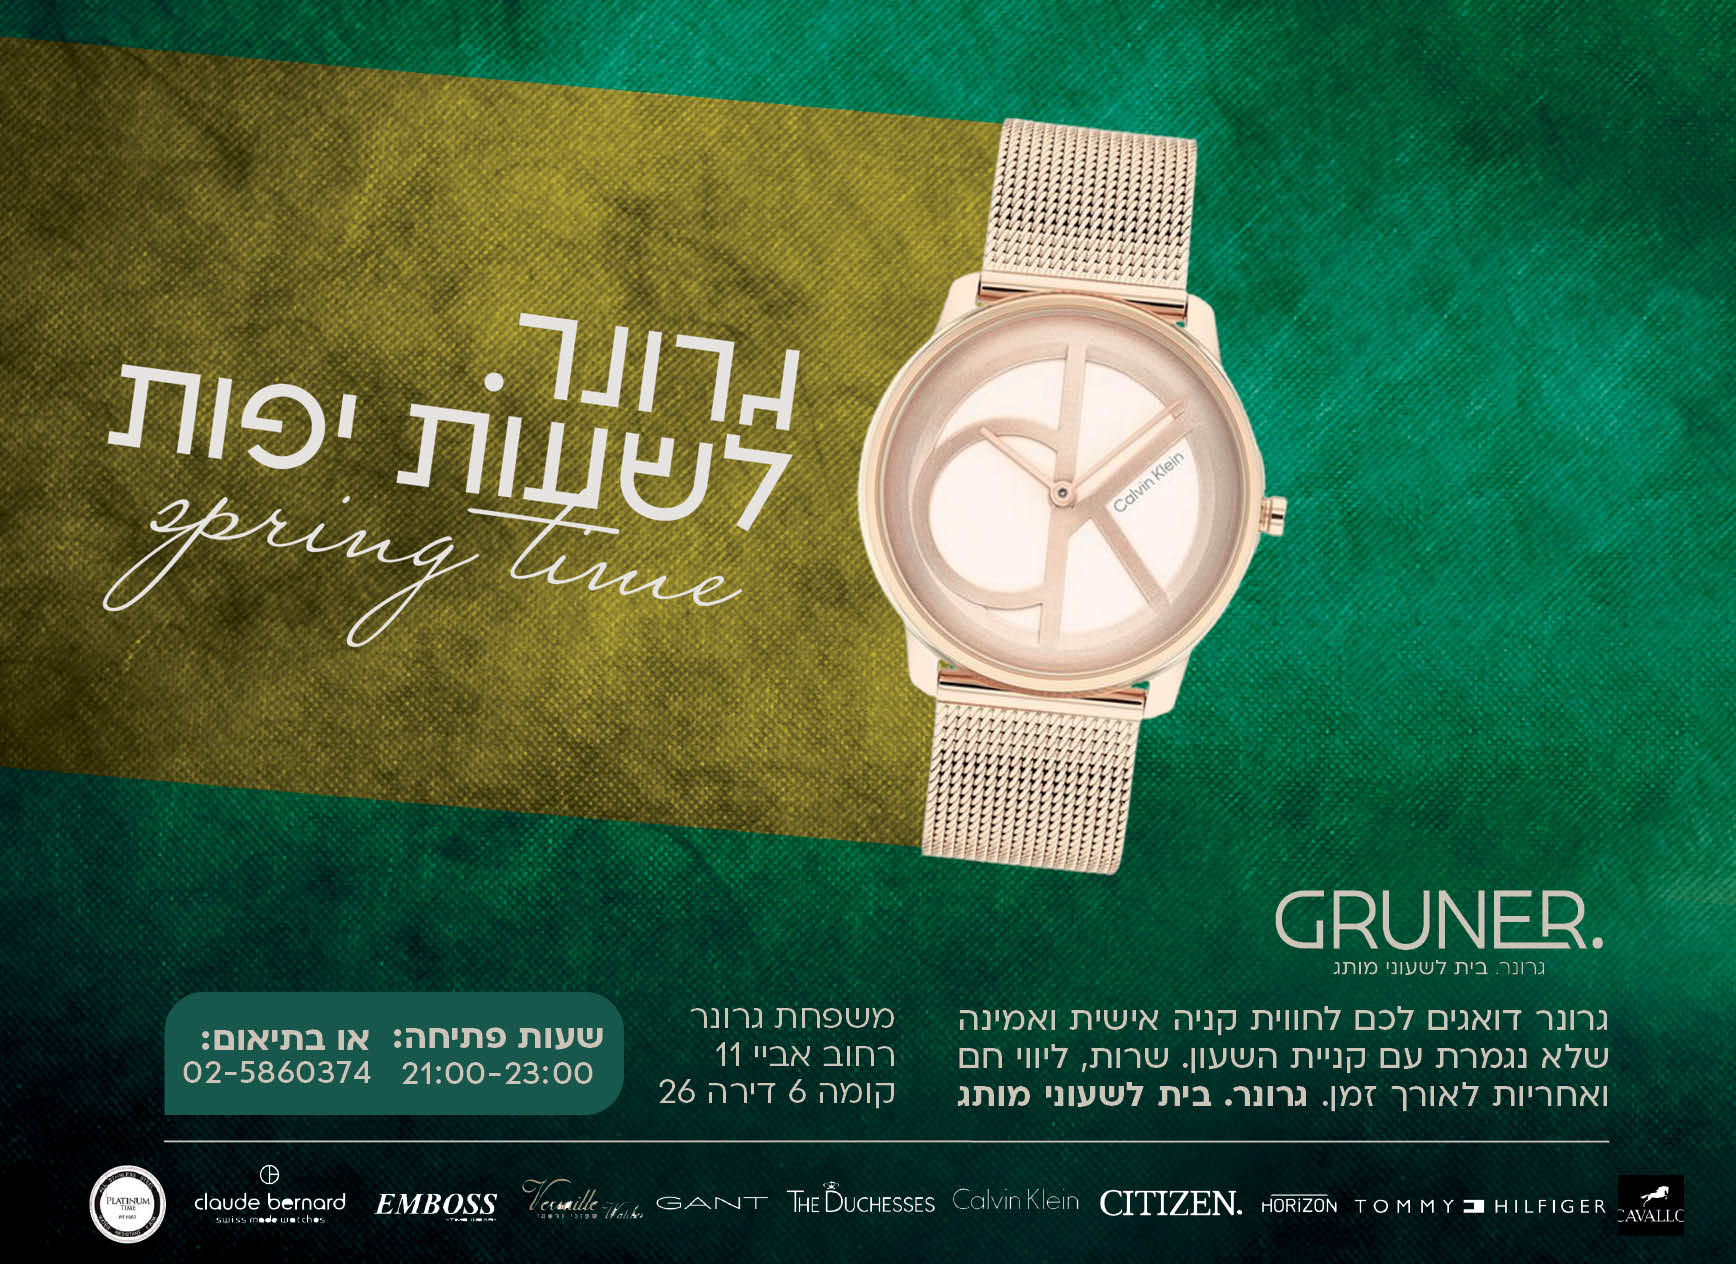 גרונר
לשעות יפות
spring time
Calvin Klein
GRUNER.
גרונר. בית לשעוני מותג
גרונר דואגים לכם לחווית קניה אישית ואמינה
שלא נגמרת עם קניית השעון. שרות, ליווי חם
ואחריות לאורך זמן. גרונר. בית לשעוני מותג
משפחת גרונר
רחוב אביי 11
קומה 6 דירה 26
שעות פתיחה:
21:00-23:00
או בתיאום:
02-5860374
PLATINUM
TIME
claude bernard
swiss made watches
EMBOSS
Watches
GANT
THE DUCHESSES
Calvin Klein
CITIZEN.
HORIZON
TOMMY HILFIGER
CAVALLO